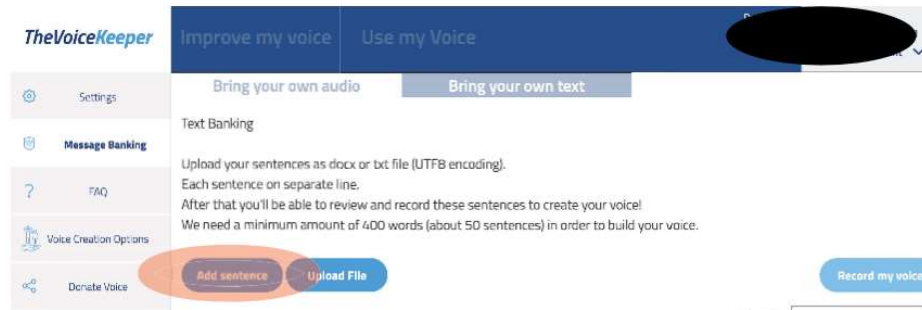 TheVoiceKeeper
Improve my voice
Use my Voice
Settings
Message Banking
FAQ
Voice Creation Options
Donate Voice
Bring your own audio
Bring your own text
Text Banking
Upload your sentences as docx or txt file (UTF8 encoding).
Each sentence on separate line.
After that you'll be able to review and record these sentences to create your voice!
We need a minimum amount of 400 words (about 50 sentences) in order to build your voice.
Add sentence
Upload File
Record my voice